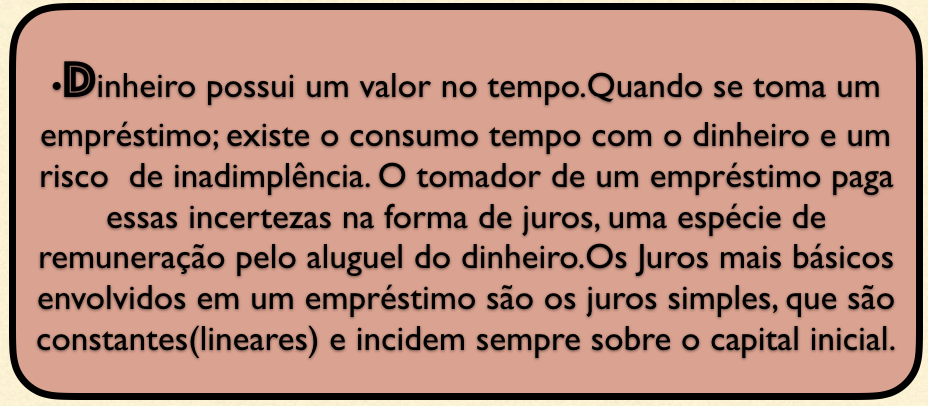 •Dinheiro possui um valor no tempo.Quando se toma um
empréstimo; existe o consumo tempo com o dinheiro e um
risco  de inadimplência. O tomador de um empréstimo paga
essas incertezas na forma de juros, uma espécie de
remuneração pelo aluguel do dinheiro.Os Juros mais básicos
envolvidos em um empréstimo são os juros simples, que são
constantes(lineares) e incidem sempre sobre o capital inicial.